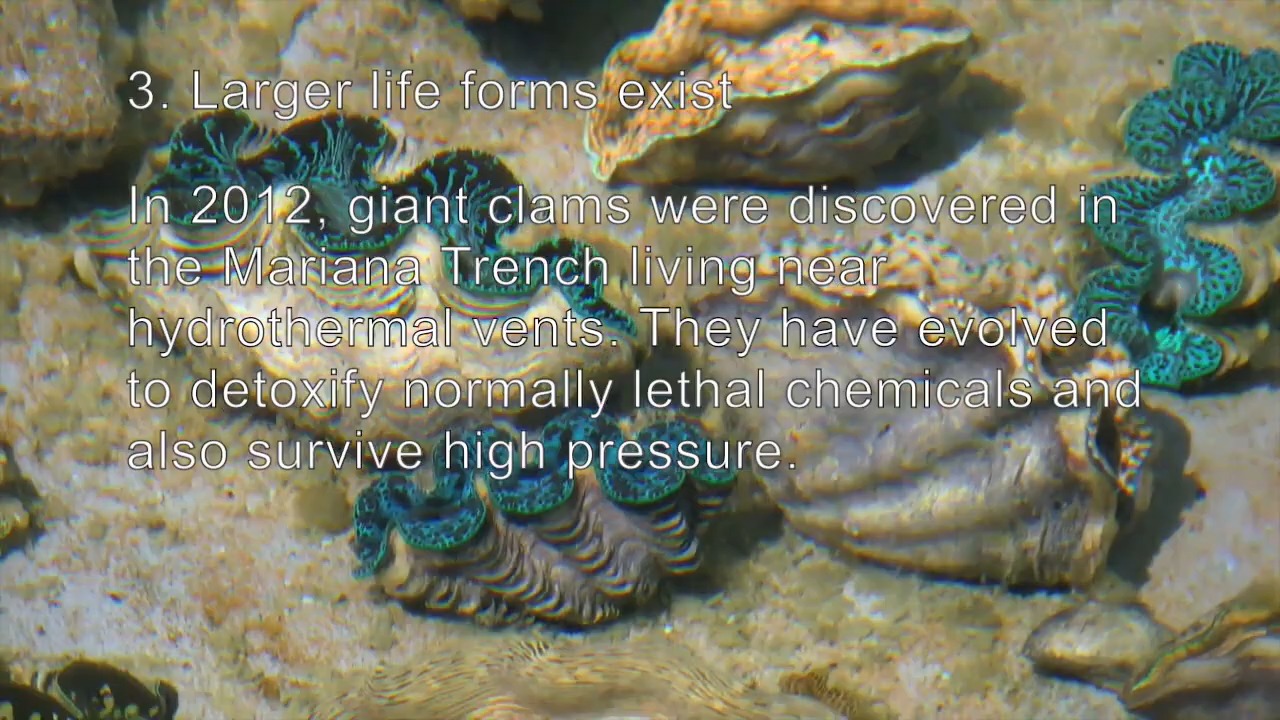 3. Larger life forms exist
In 2012, giant clams were discovered in
the Mariana Trench living near
hydrothermal vents. They have evolved
to detoxify normally lethal chemicals and
also survive high pressure.